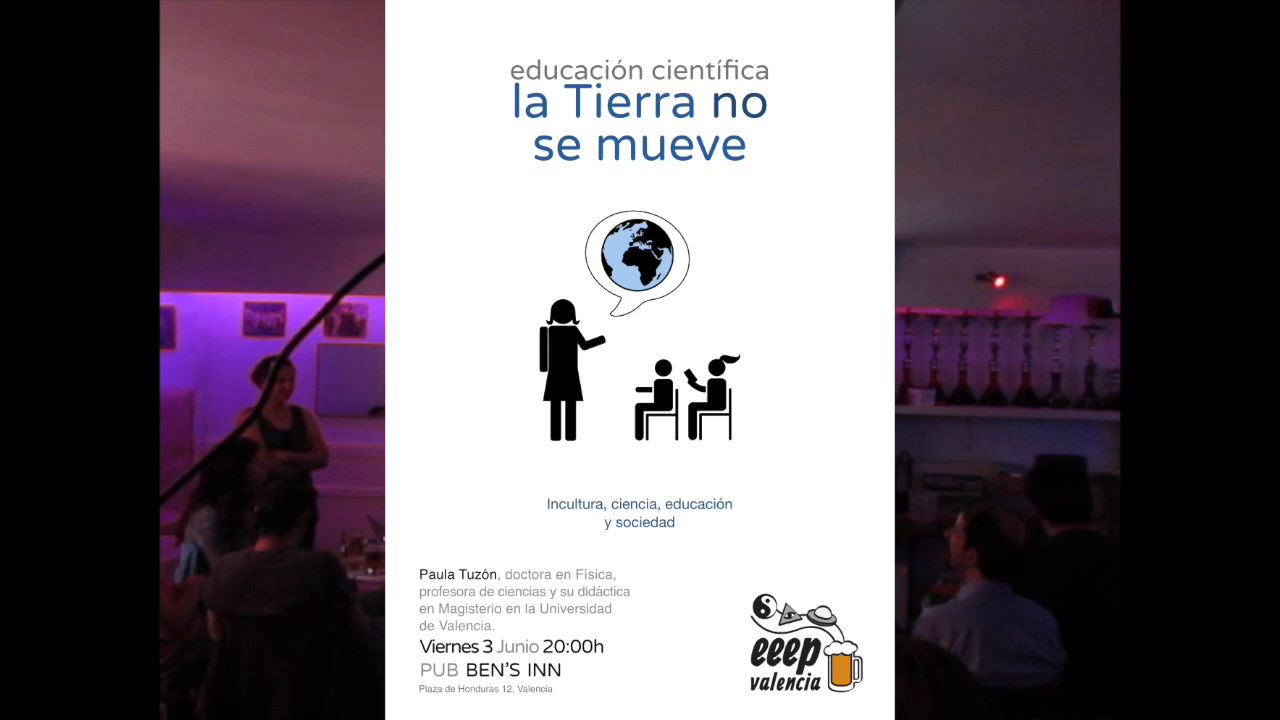 educación científica
la Tierra no
se mueve
Incultura, ciencia, educación
y sociedad
Paula Tuzón, doctora en Física,
profesora de ciencias y su didáctica
en Magisterio en la Universidad
de Valencia.
Viernes 3 Junio 20:00h
PUB BEN'S INN
Plaza de Honduras 12, Valencia
eeep
valencia